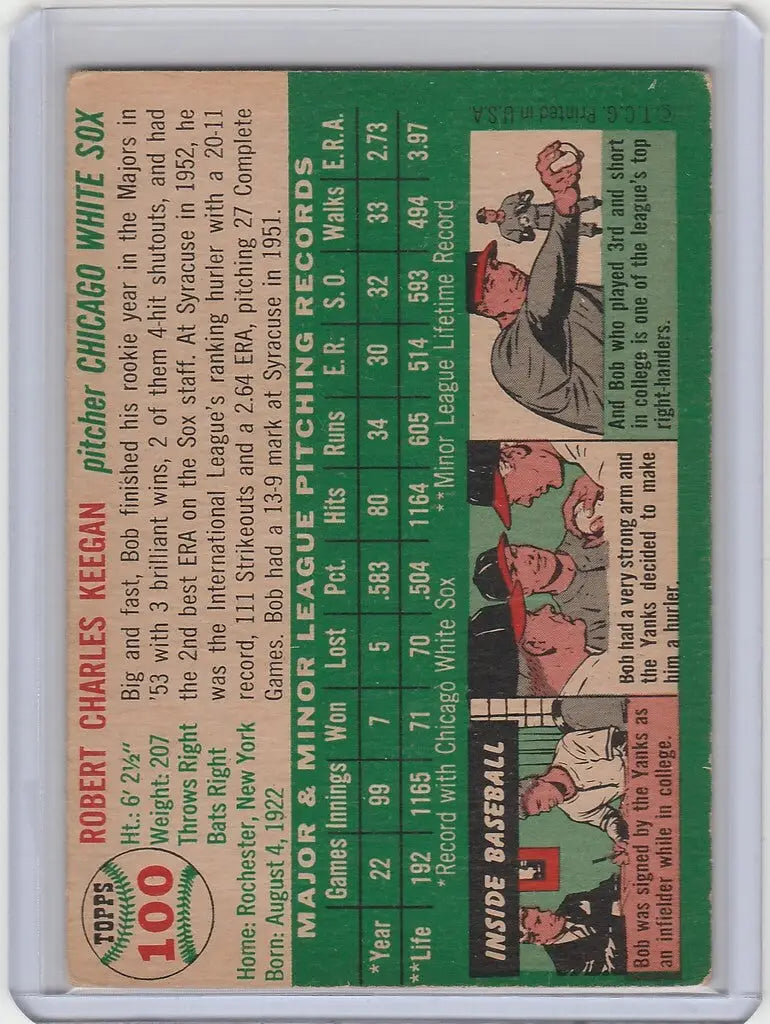 TOPPS
100
ROBERT CHARLES KEEGAN pitcher CHICAGO WHITE SOX
Ht.: 6' 2½"
Weight: 207
Throws Right
Bats Right
Home: Rochester, New York
Born: August 4, 1922
Big and fast, Bob finished his rookie year in the Majors in
'53 with 3 brilliant wins, 2 of them 4-hit shutouts, and had
the 2nd best ERA on the Sox staff. At Syracuse in 1952, he
was the International League's ranking hurler with a 20-11
record, 111 Strikeouts and a 2.64 ERA, pitching 27 Complete
Games. Bob had a 13-9 mark at Syracuse in 1951.
MAJOR & MINOR LEAGUE PITCHING RECORDS
Games Innings Won Lost Pct. Hits Runs E.R. S.O. Walks E.R.A.
*Year 22 99 7 5 .583 80 34 30 32 33 2.73
**Life 192 1165 71 70 .504 1164 605 514 593 494 3.97
*Record with Chicago White Sox **Minor League Lifetime Record
INSIDE BASEBALL
Bob was signed by the Yanks as
an infielder while in college.
Bob had a very strong arm and
the Yanks decided to make
him a hurler.
And Bob who played 3rd and short
in college is one of the league's top
right-handers.
©T.C.G. Printed in U.S.A